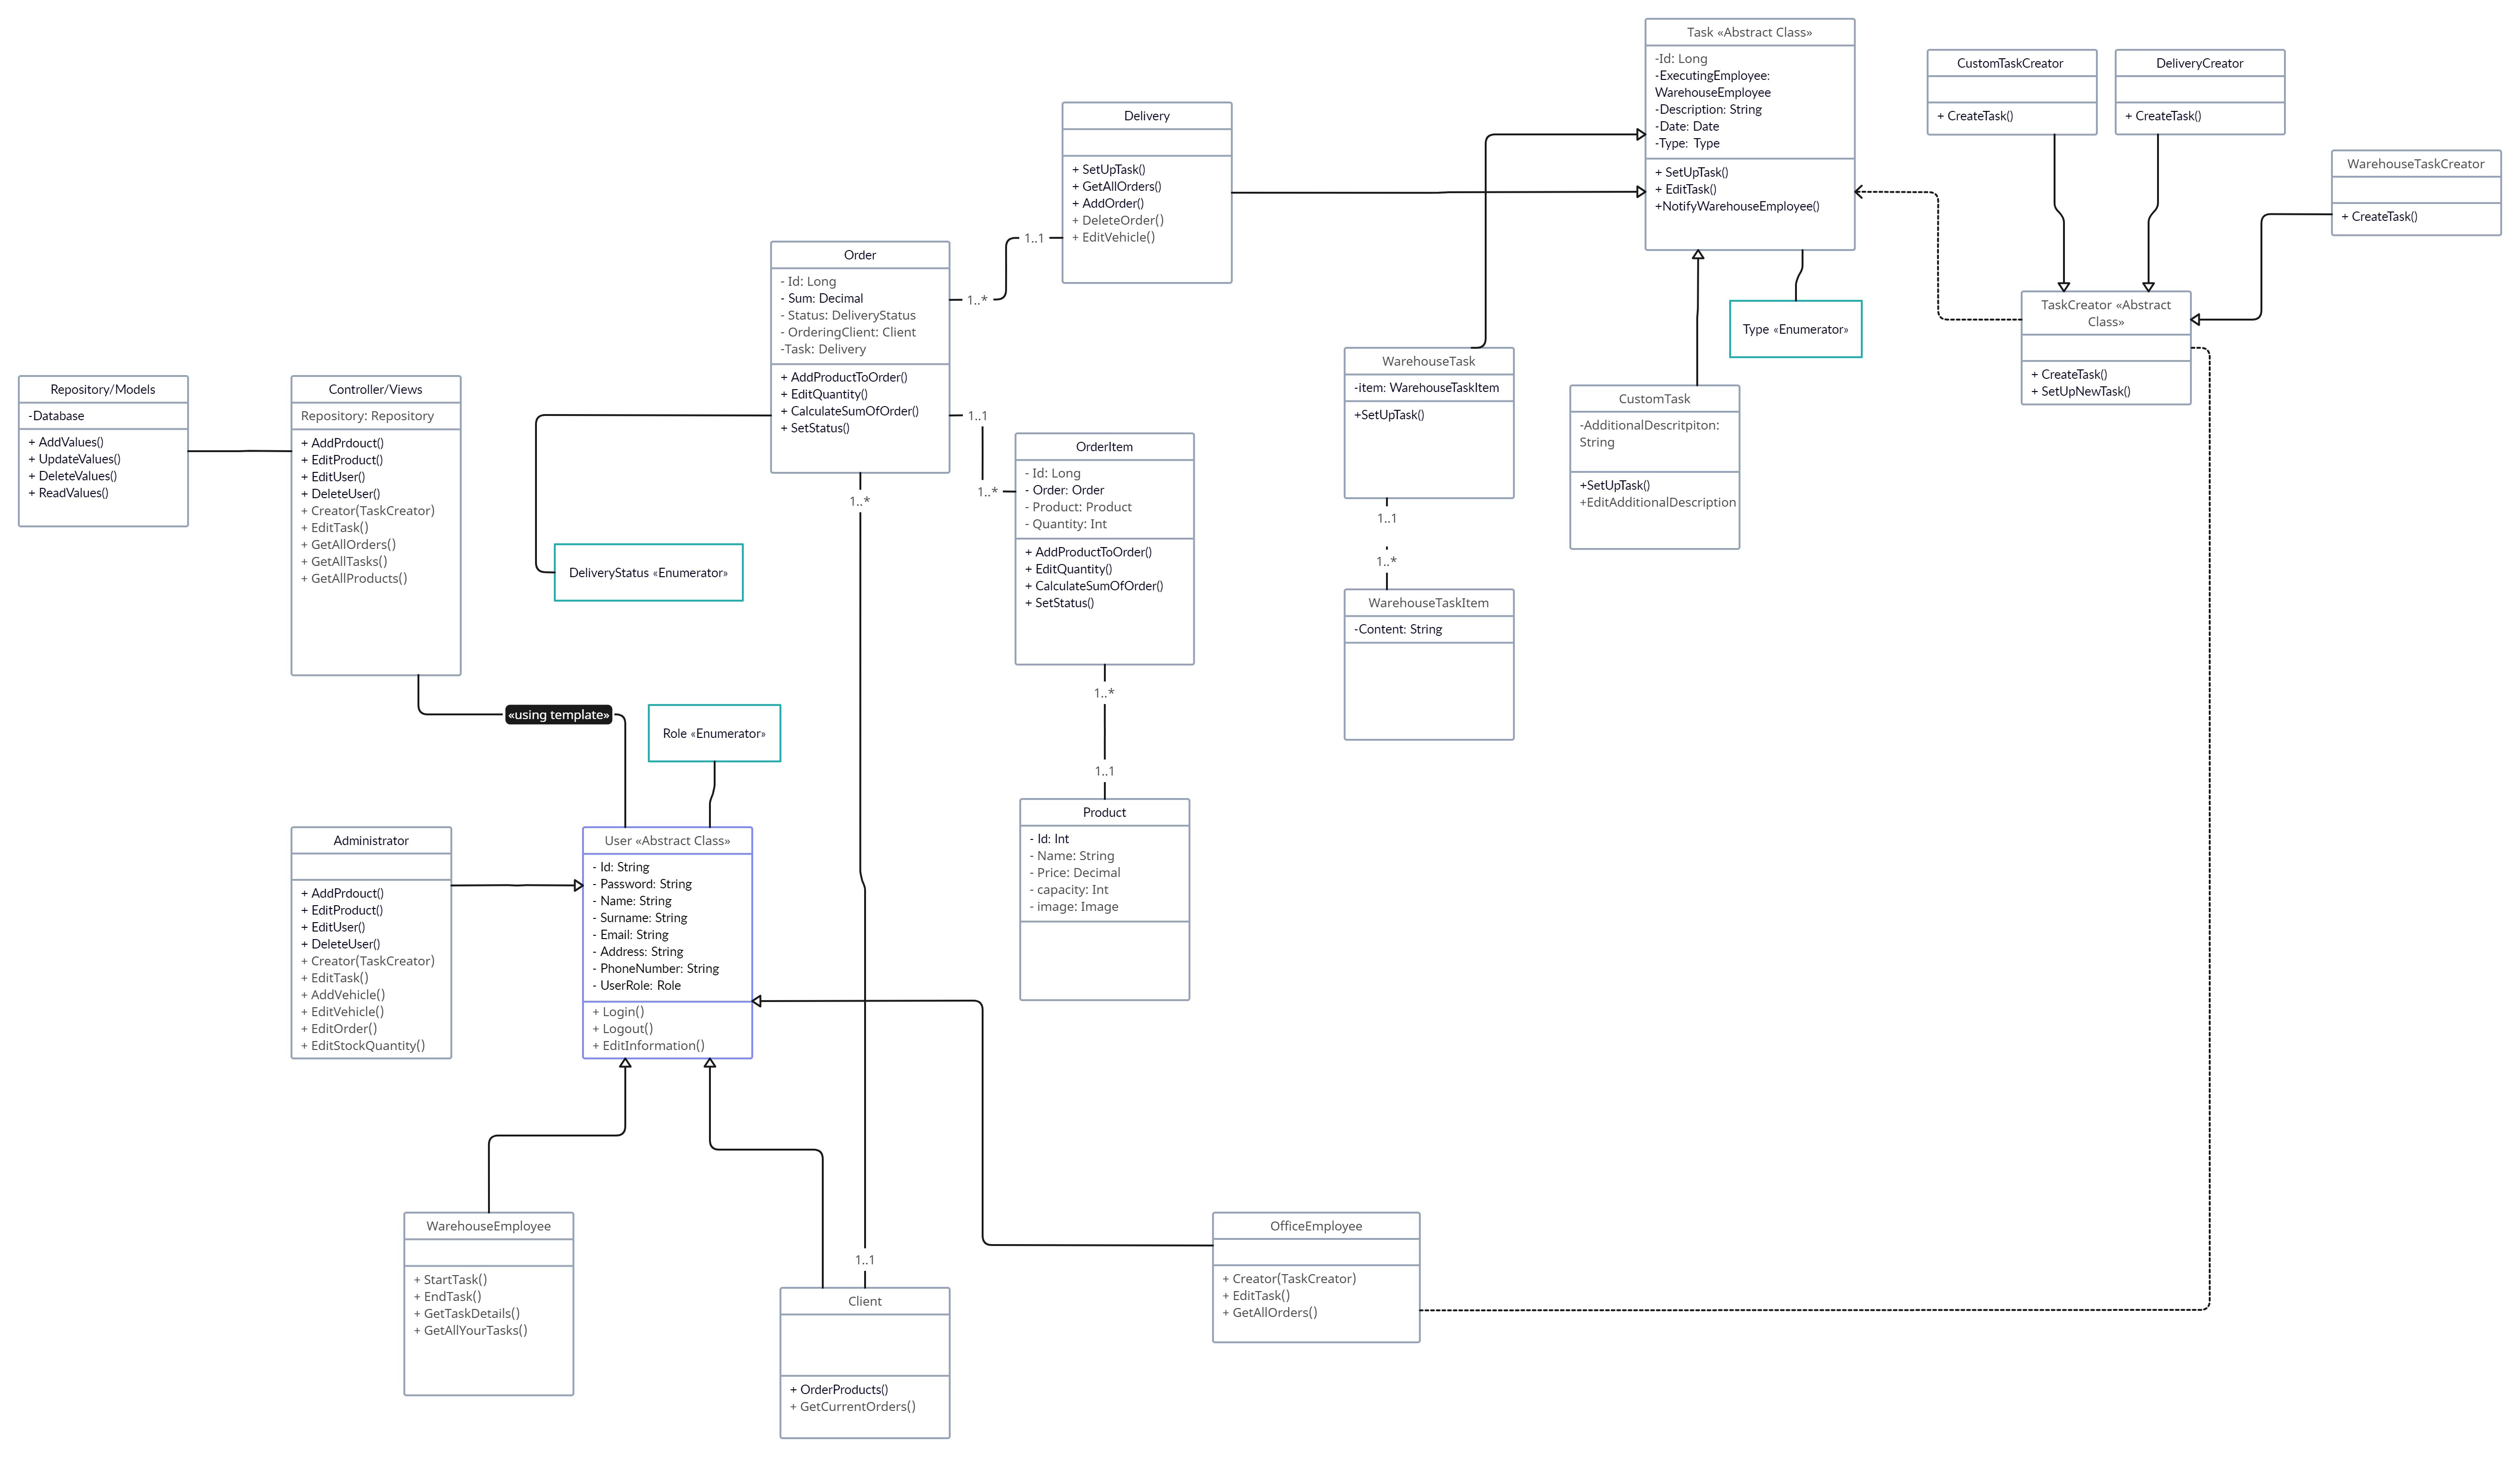 Task «Abstract Class»
-Id: Long
-ExecutingEmployee:
WarehouseEmployee
-Description: String
-Date: Date
-Type: Type
+ SetUpTask()
+ EditTask()
+NotifyWarehouseEmployee()
CustomTaskCreator
+ CreateTask()
DeliveryCreator
+ CreateTask()
WarehouseTaskCreator
+ CreateTask()
Delivery
+ SetUpTask()
+ GetAllOrders()
+ AddOrder()
+ DeleteOrder()
+ EditVehicle()
1..1
1..*
Order
- Id: Long
- Sum: Decimal
- Status: DeliveryStatus
- OrderingClient: Client
-Task: Delivery
+ AddProductToOrder()
+ EditQuantity()
+ CalculateSumOfOrder()
+ SetStatus()
Type «Enumerator»
TaskCreator «Abstract
Class»
+ CreateTask()
+ SetUpNewTask()
WarehouseTask
-item: WarehouseTaskItem
+SetUpTask()
CustomTask
-AdditionalDescritpiton:
String
+SetUpTask()
+EditAdditionalDescription
Repository/Models
-Database
+ AddValues()
+ UpdateValues()
+ DeleteValues()
+ ReadValues()
Controller/Views
Repository: Repository
+ AddPrdouct()
+ EditProduct()
+ EditUser()
+ DeleteUser()
+ Creator(TaskCreator)
+ EditTask()
+ GetAllOrders()
+ GetAllTasks()
+ GetAllProducts()
1..1
1..*
OrderItem
- Id: Long
- Order: Order
- Product: Product
- Quantity: Int
+ AddProductToOrder()
+ EditQuantity()
+ CalculateSumOfOrder()
+ SetStatus()
1..*
1..1
1..*
DeliveryStatus «Enumerator»
WarehouseTaskItem
-Content: String
1..*
1..1
«using template»
Role «Enumerator»
Product
- Id: Int
- Name: String
- Price: Decimal
- capacity: Int
- image: Image
Administrator
+ AddPrdouct()
+ EditProduct()
+ EditUser()
+ DeleteUser()
+ Creator(TaskCreator)
+ EditTask()
+ AddVehicle()
+ EditVehicle()
+ EditOrder()
+ EditStockQuantity()
User «Abstract Class»
- Id: String
- Password: String
- Name: String
- Surname: String
- Email: String
- Address: String
- PhoneNumber: String
- UserRole: Role
+ Login()
+ Logout()
+ EditInformation()
WarehouseEmployee
+ StartTask()
+ EndTask()
+ GetTaskDetails()
+ GetAllYourTasks()
1..1
Client
+ OrderProducts()
+ GetCurrentOrders()
OfficeEmployee
+ Creator(TaskCreator)
+ EditTask()
+ GetAllOrders()